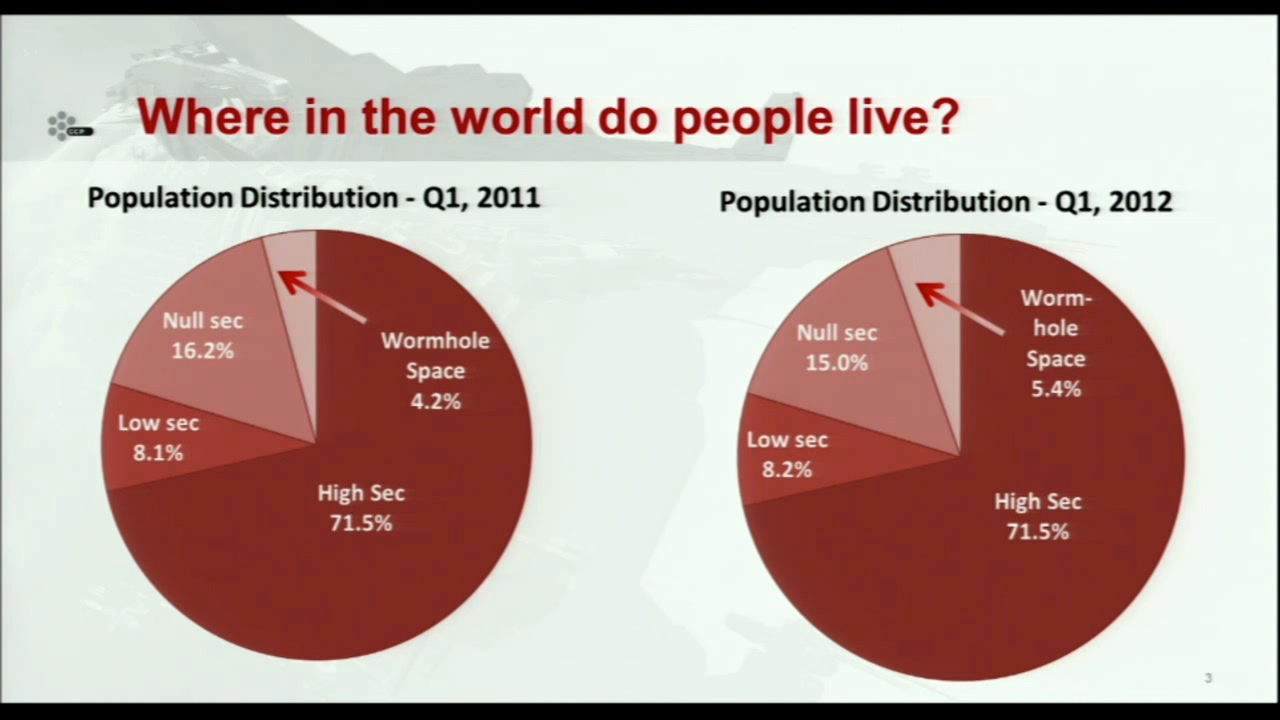 CCP
Where in the world do people live?
Population Distribution - Q1, 2011
Null sec
16.2%
Wormhole
Space
4.2%
Low sec
8.1%
High Sec
71.5%
Population Distribution - Q1, 2012
Null sec
15.0%
Worm-
hole
Space
5.4%
Low sec
8.2%
High Sec
71.5%
3